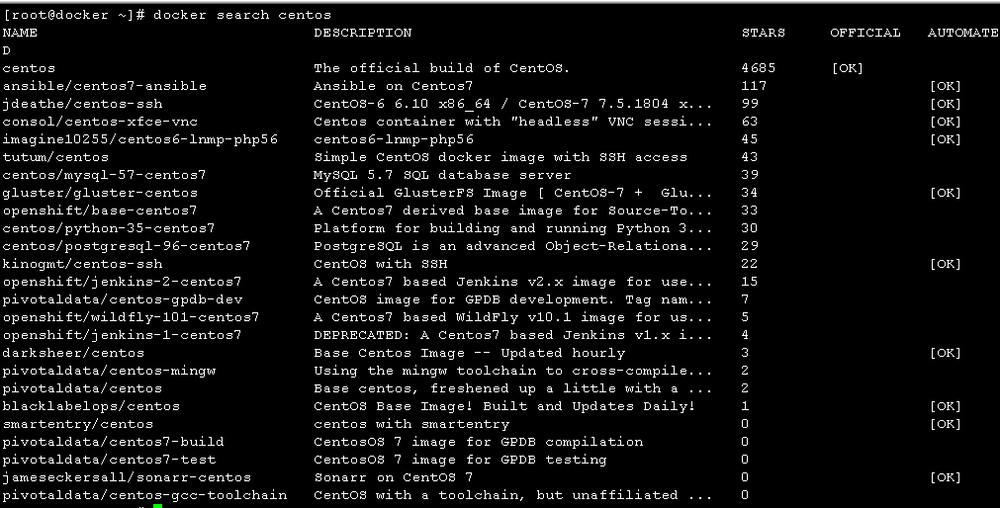 [root@docker ~]# docker search centos
NAME DESCRIPTION STARS OFFICIAL AUTOMATE
D
centos The official build of CentOS. 4685 [OK]
ansible/centos7-ansible Ansible on Centos7 117 [OK]
jdeathe/centos-ssh CentOS-6 6.10 x86_64 / CentOS-7 7.5.1804 x... 99 [OK]
consol/centos-xfce-vnc Centos container with "headless" VNC sessi... 63 [OK]
imagine10255/centos6-lnmp-php56 centos6-lnmp-php56 45 [OK]
tutum/centos Simple CentOS docker image with SSH access 43
centos/mysql-57-centos7 MySQL 5.7 SQL database server 39
gluster/gluster-centos Official GlusterFS Image [ CentOS-7 + Glu... 34 [OK]
openshift/base-centos7 A Centos7 derived base image for Source-To... 33
centos/python-35-centos7 Platform for building and running Python 3... 30
centos/postgresql-96-centos7 PostgreSQL is an advanced Object-Relationa... 29
kinogmt/centos-ssh CentOS with SSH 22 [OK]
openshift/jenkins-2-centos7 A Centos7 based Jenkins v2.x image for use... 15
pivotaldata/centos-gpdb-dev CentOS image for GPDB development. Tag nam... 7
openshift/wildfly-101-centos7 A Centos7 based WildFly v10.1 image for us... 5
openshift/jenkins-1-centos7 DEPRECATED: A Centos7 based Jenkins v1.x i... 4
darksheer/centos Base Centos Image -- Updated hourly 3 [OK]
pivotaldata/centos-mingw Using the mingw toolchain to cross-compile... 2
pivotaldata/centos Base centos, freshened up a little with a ... 2
blacklabelops/centos CentOS Base Image! Built and Updates Daily! 1 [OK]
smartentry/centos centos with smartentry 0 [OK]
pivotaldata/centos7-build CentosOS 7 image for GPDB compilation 0
pivotaldata/centos7-test CentosOS 7 image for GPDB testing 0
jameseckersall/sonarr-centos Sonarr on CentOS 7 0 [OK]
pivotaldata/centos-gcc-toolchain CentOS with a toolchain, but unaffiliated ... 0